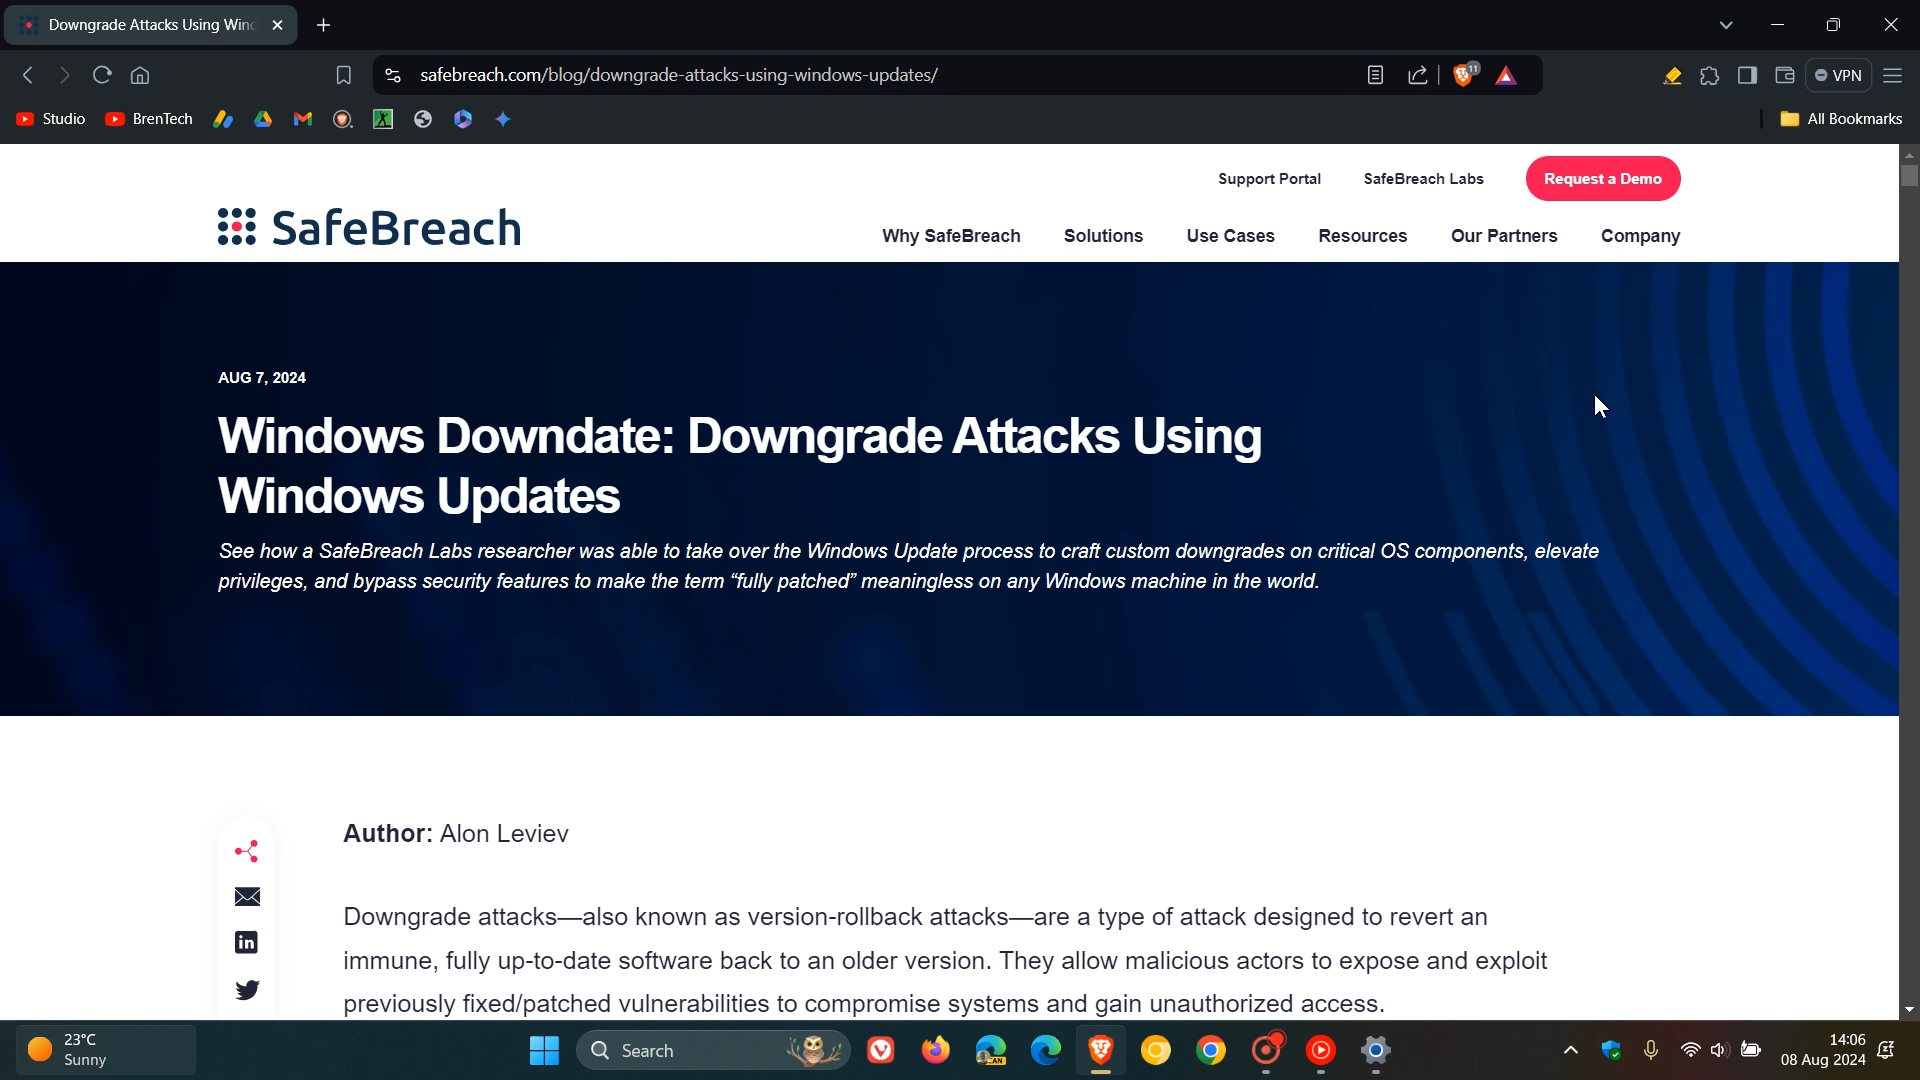 Downgrade Attacks Using Wind
safebreach.com/blog/downgrade-attacks-using-windows-updates/
11
VPN
Studio
BrenTech
All Bookmarks
Support Portal
SafeBreach Labs
Request a Demo
SafeBreach
Why SafeBreach
Solutions
Use Cases
Resources
Our Partners
Company
AUG 7, 2024
Windows Downdate: Downgrade Attacks Using
Windows Updates
See how a SafeBreach Labs researcher was able to take over the Windows Update process to craft custom downgrades on critical OS components, elevate
privileges, and bypass security features to make the term “fully patched” meaningless on any Windows machine in the world.
Author: Alon Leviev
Downgrade attacks—also known as version-rollback attacks—are a type of attack designed to revert an
immune, fully up-to-date software back to an older version. They allow malicious actors to expose and exploit
previously fixed/patched vulnerabilities to compromise systems and gain unauthorized access.
in
23°C
Sunny
Search
CAN
14:06
08 Aug 2024